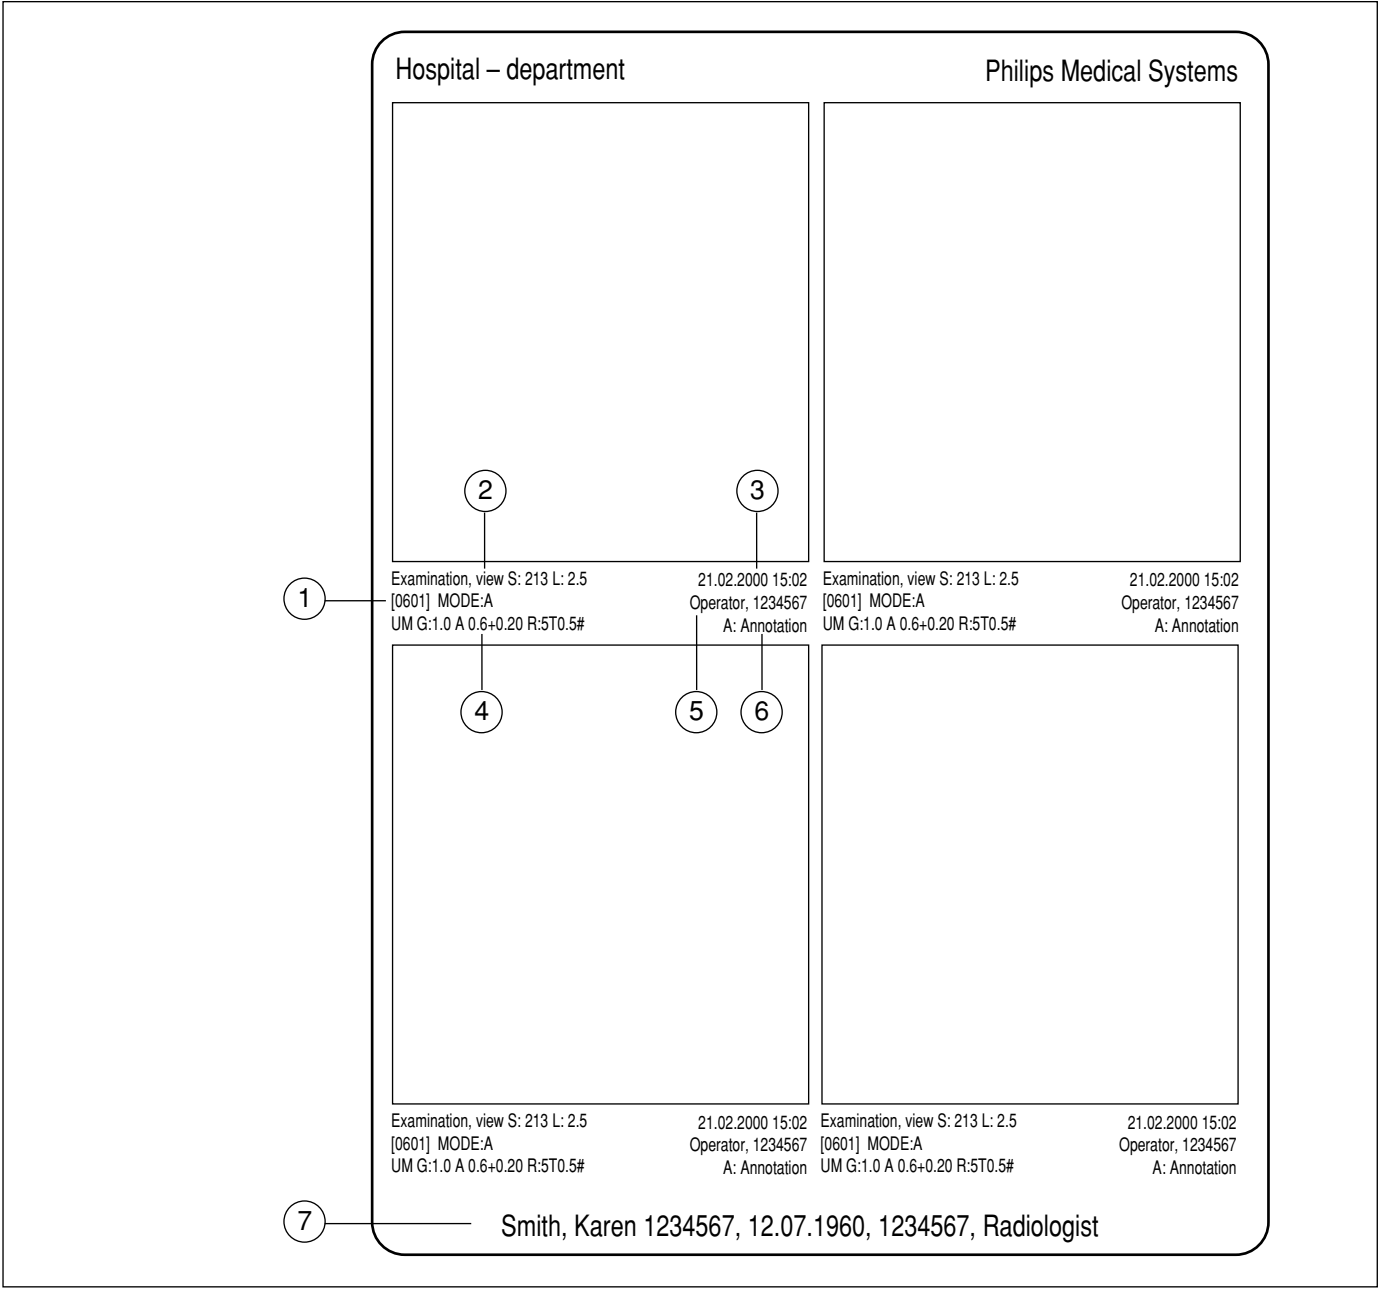 Hospital – department Philips Medical Systems
2 3
Examination, view S: 213 L: 2.5 21.02.2000 15:02 Examination, view S: 213 L: 2.5 21.02.2000 15:02
1 [0601] MODE:A Operator, 1234567 [0601] MODE:A Operator, 1234567
UM G:1.0 A 0.6+0.20 R:5T0.5# A: Annotation UM G:1.0 A 0.6+0.20 R:5T0.5# A: Annotation
4 5 6
Examination, view S: 213 L: 2.5 21.02.2000 15:02 Examination, view S: 213 L: 2.5 21.02.2000 15:02
[0601] MODE:A Operator, 1234567 [0601] MODE:A Operator, 1234567
UM G:1.0 A 0.6+0.20 R:5T0.5# A: Annotation UM G:1.0 A 0.6+0.20 R:5T0.5# A: Annotation
7 Smith, Karen 1234567, 12.07.1960, 1234567, Radiologist